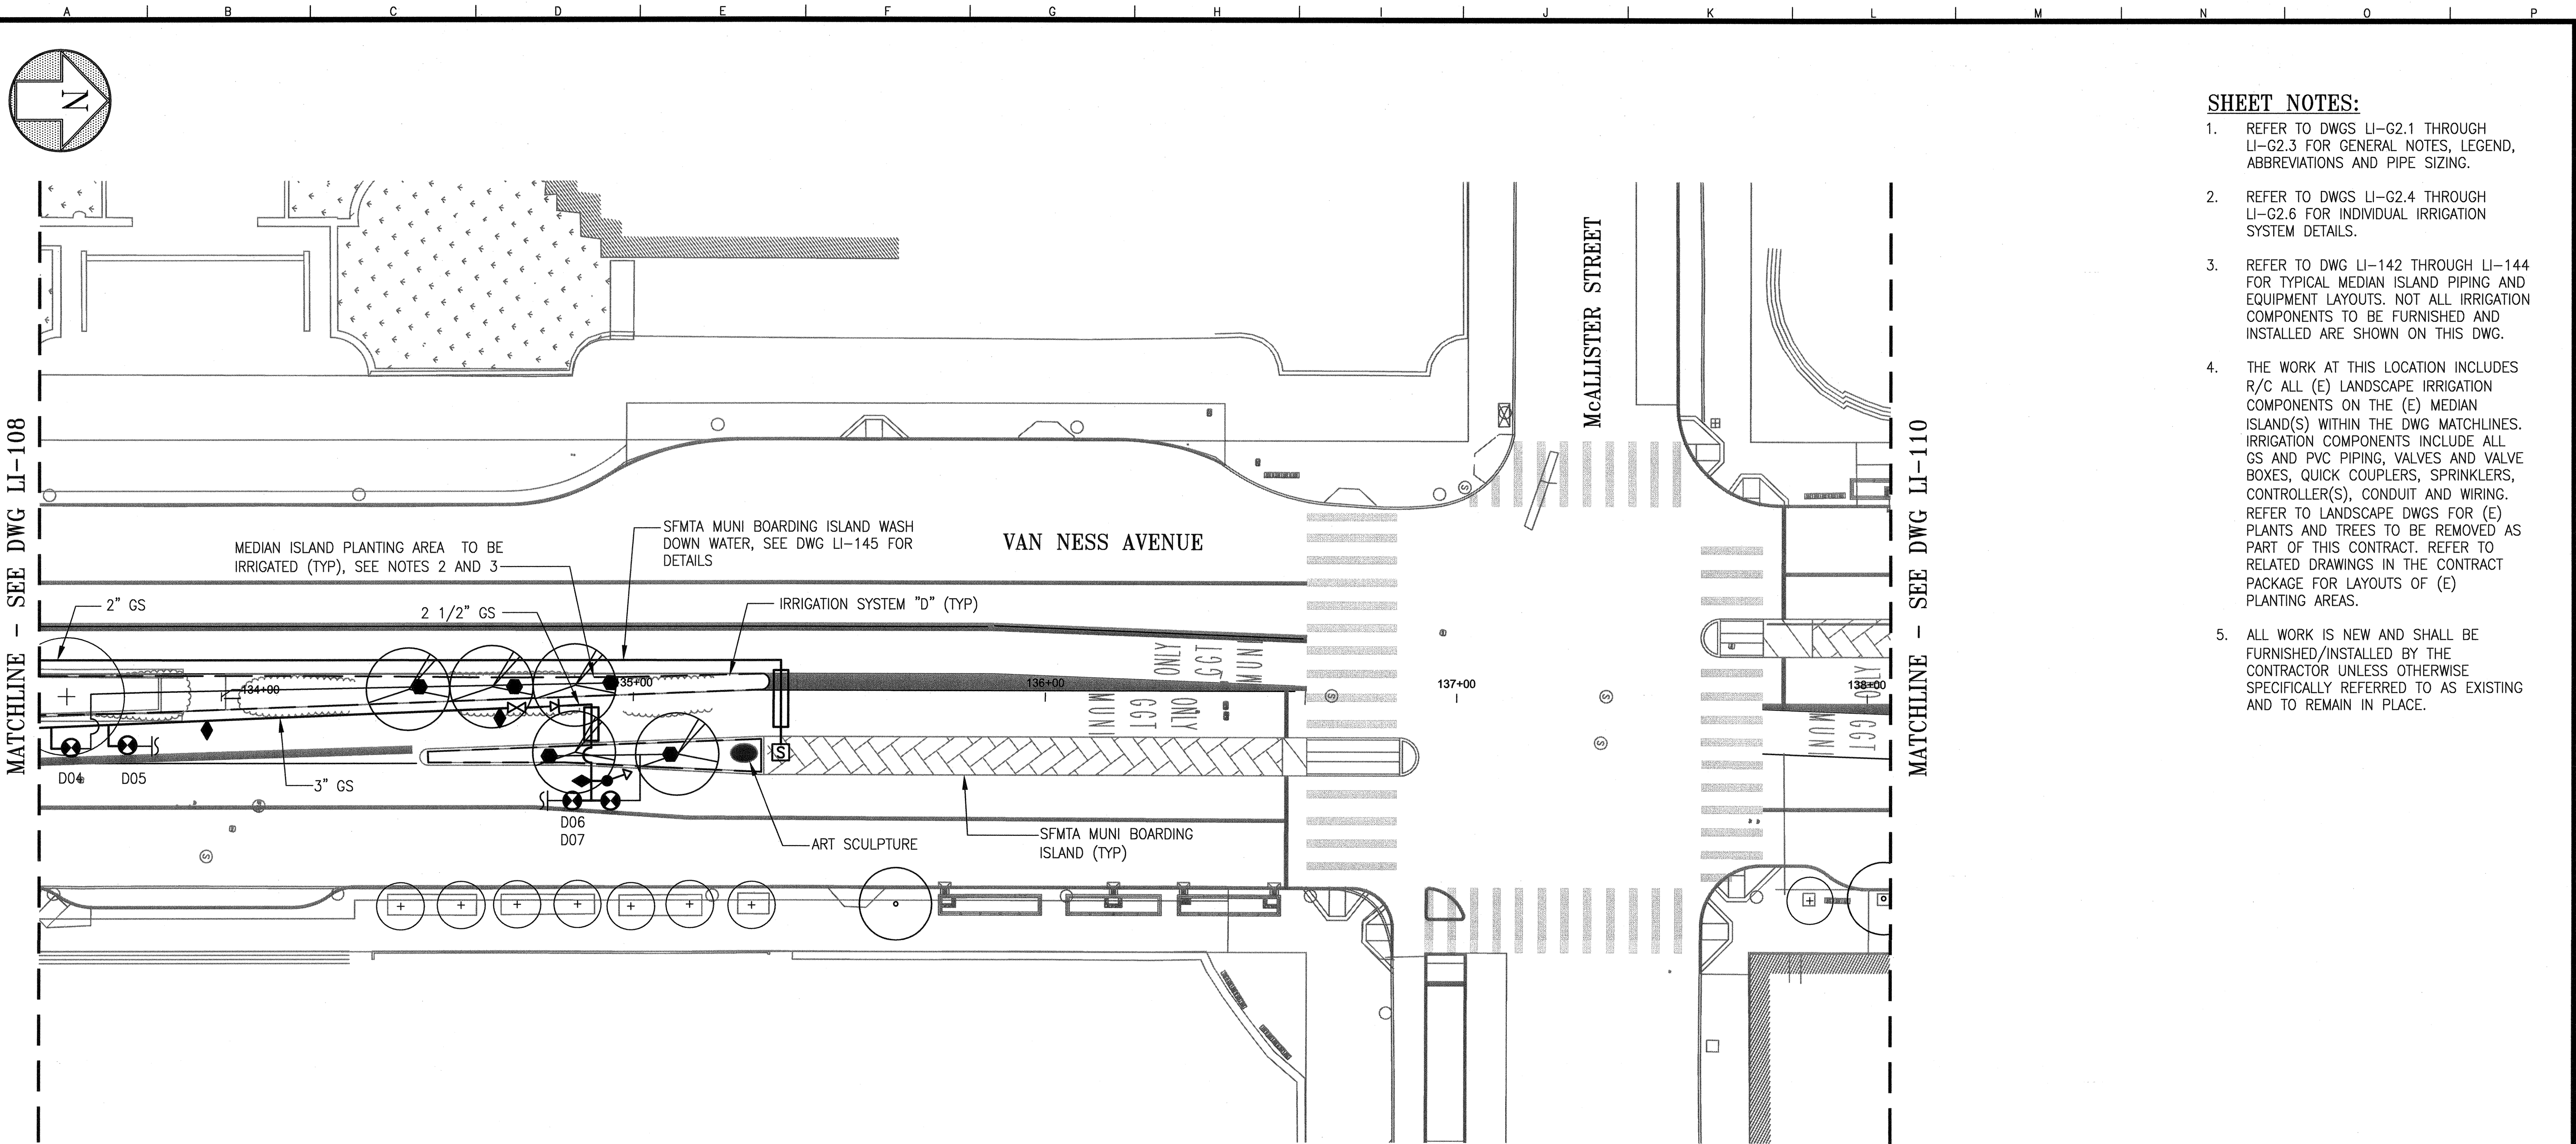 A B C D E F G H I J K L M N O P
N
SHEET NOTES:
1. REFER TO DWGS LI-G2.1 THROUGH
LI-G2.3 FOR GENERAL NOTES, LEGEND,
ABBREVIATIONS AND PIPE SIZING.
2. REFER TO DWGS LI-G2.4 THROUGH
LI-G2.6 FOR INDIVIDUAL IRRIGATION
SYSTEM DETAILS.
3. REFER TO DWG LI-142 THROUGH LI-144
FOR TYPICAL MEDIAN ISLAND PIPING AND
EQUIPMENT LAYOUTS. NOT ALL IRRIGATION
COMPONENTS TO BE FURNISHED AND
INSTALLED ARE SHOWN ON THIS DWG.
4. THE WORK AT THIS LOCATION INCLUDES
R/C ALL (E) LANDSCAPE IRRIGATION
COMPONENTS ON THE (E) MEDIAN
ISLAND(S) WITHIN THE DWG MATCHLINES.
IRRIGATION COMPONENTS INCLUDE ALL
GS AND PVC PIPING, VALVES AND VALVE
BOXES, QUICK COUPLERS, SPRINKLERS,
CONTROLLER(S), CONDUIT AND WIRING.
REFER TO LANDSCAPE DWGS FOR (E)
PLANTS AND TREES TO BE REMOVED AS
PART OF THIS CONTRACT. REFER TO
RELATED DRAWINGS IN THE CONTRACT
PACKAGE FOR LAYOUTS OF (E)
PLANTING AREAS.
5. ALL WORK IS NEW AND SHALL BE
FURNISHED/INSTALLED BY THE
CONTRACTOR UNLESS OTHERWISE
SPECIFICALLY REFERRED TO AS EXISTING
AND TO REMAIN IN PLACE.
MATCHLINE - SEE DWG LI-108
McALLISTER STREET
MATCHLINE - SEE DWG LI-110
SFMTA MUNI BOARDING ISLAND WASH
DOWN WATER, SEE DWG LI-145 FOR
DETAILS
VAN NESS AVENUE
MEDIAN ISLAND PLANTING AREA TO BE
IRRIGATED (TYP), SEE NOTES 2 AND 3
2" GS
2 1/2" GS
IRRIGATION SYSTEM "D" (TYP)
ONLY
GGT
MUNI
134+00
35+00
136+00
137+00
138+00
MUNI
GGT
ONLY
ONLY
GGT
MUNI
S
D04
D05
3" GS
D06
D07
ART SCULPTURE
SFMTA MUNI BOARDING
ISLAND (TYP)
S
S
S
S
S